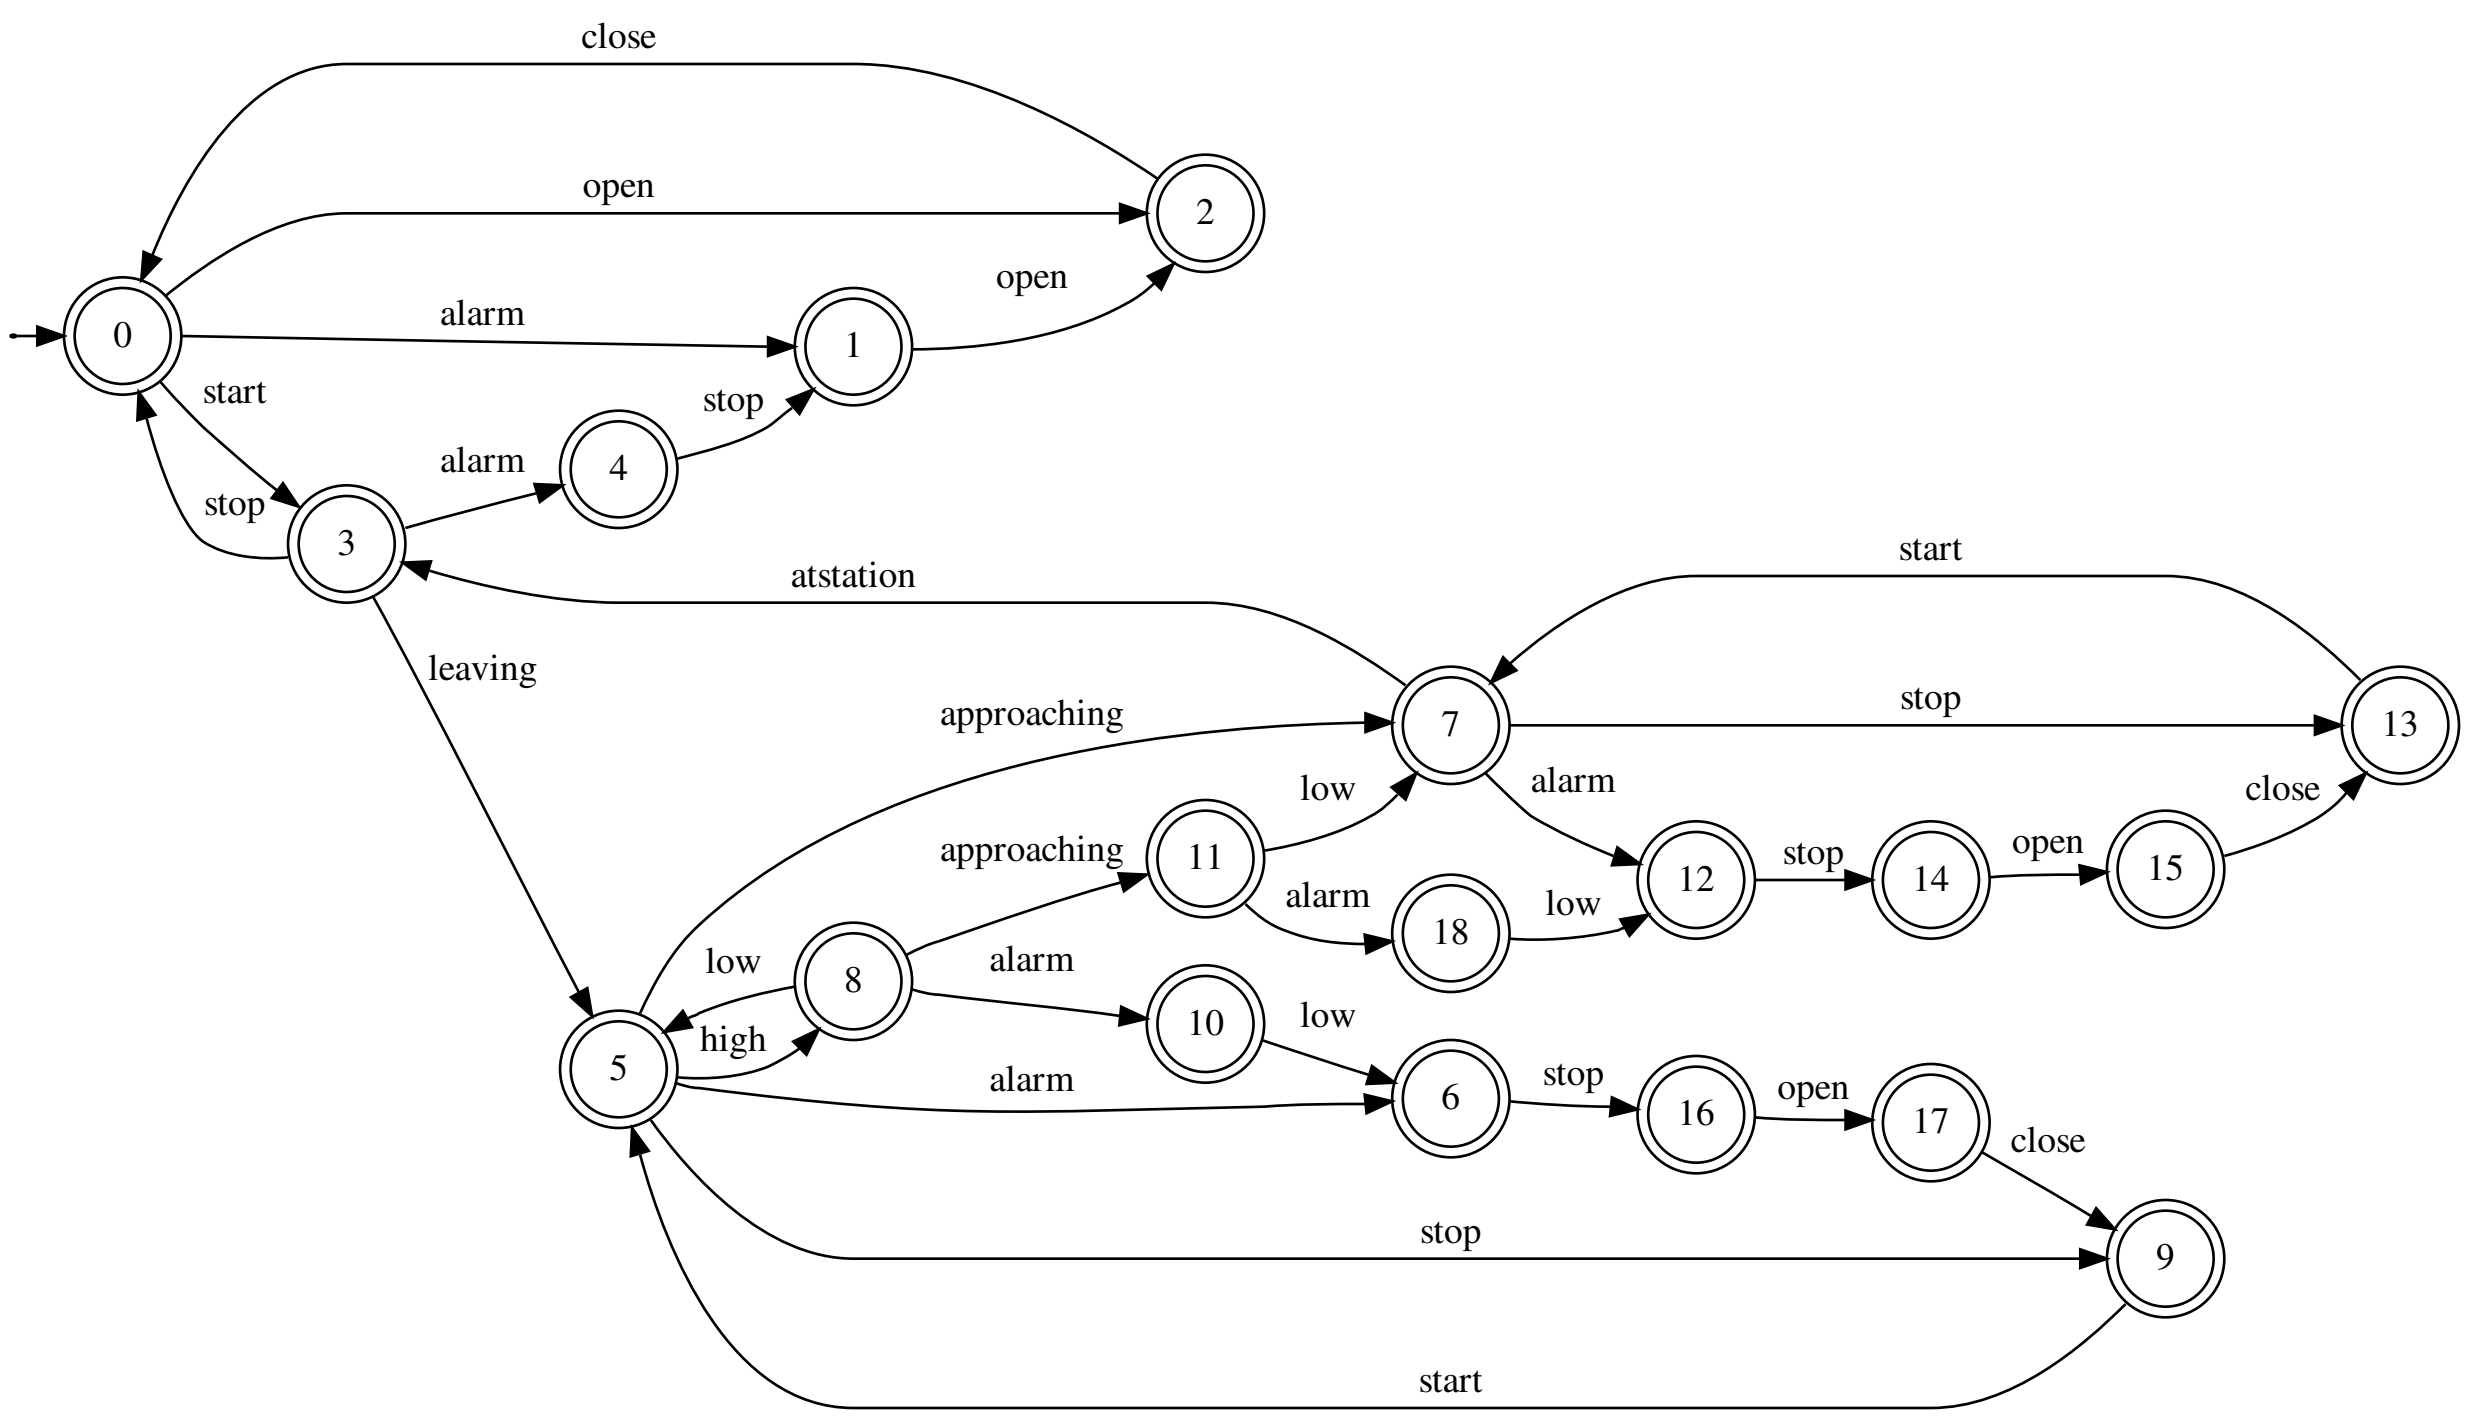 close
open
2
open
0
alarm
1
start
stop
alarm
4
stop
3
atstation
start
leaving
approaching
7
stop
13
alarm
low
close
approaching
11
12
stop
14
open
15
alarm
18
low
low
8
alarm
high
10
low
5
alarm
6
stop
16
open
17
close
stop
9
start